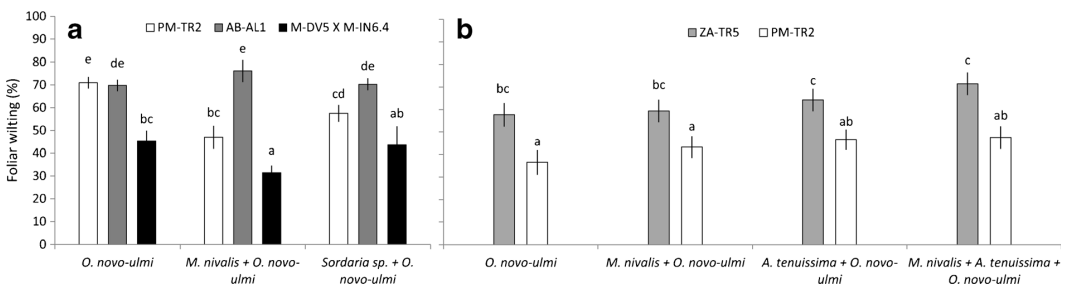 a
PM-TR2 AB-AL1 M-DV5 X M-IN6.4
Foliar wilting (%)
100
90
80
70
60
50
40
30
20
10
0
e de bc
bc e a
cd de ab
O. novo-ulmi
M. nivalis + O. novo-
ulmi
Sordaria sp. + O.
novo-ulmi
b
ZA-TR5 PM-TR2
bc a
bc a
c ab
c ab
O. novo-ulmi
M. nivalis + O. novo-ulmi
A. tenuissima + O. novo-
ulmi
M. nivalis + A. tenuissima +
O. novo-ulmi